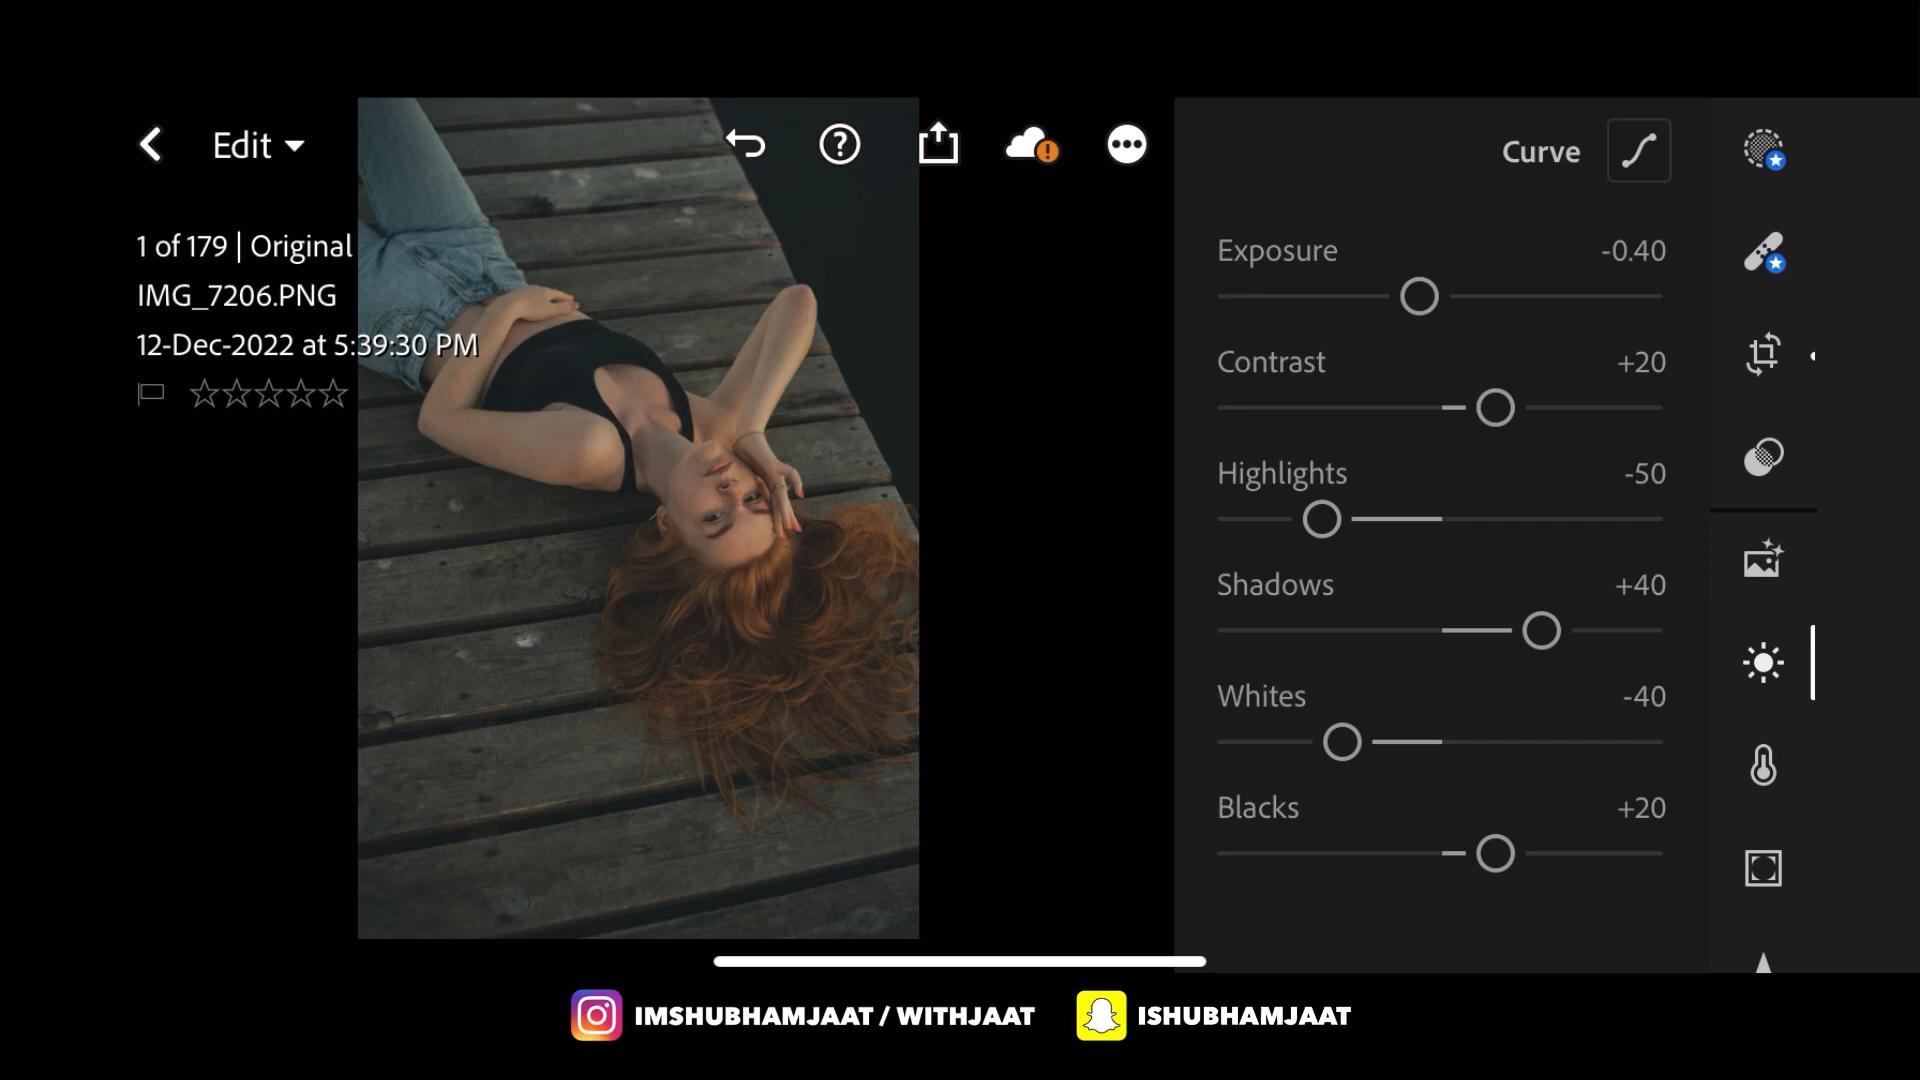 Edit
Curve
1 of 179 | Original
IMG_7206.PNG
12-Dec-2022 at 5:39:30 PM
Exposure -0.40
Contrast +20
Highlights -50
Shadows +40
Whites -40
Blacks +20
IMSHUBHAMJAAT / WITHJAAT
ISHUBHAMJAAT